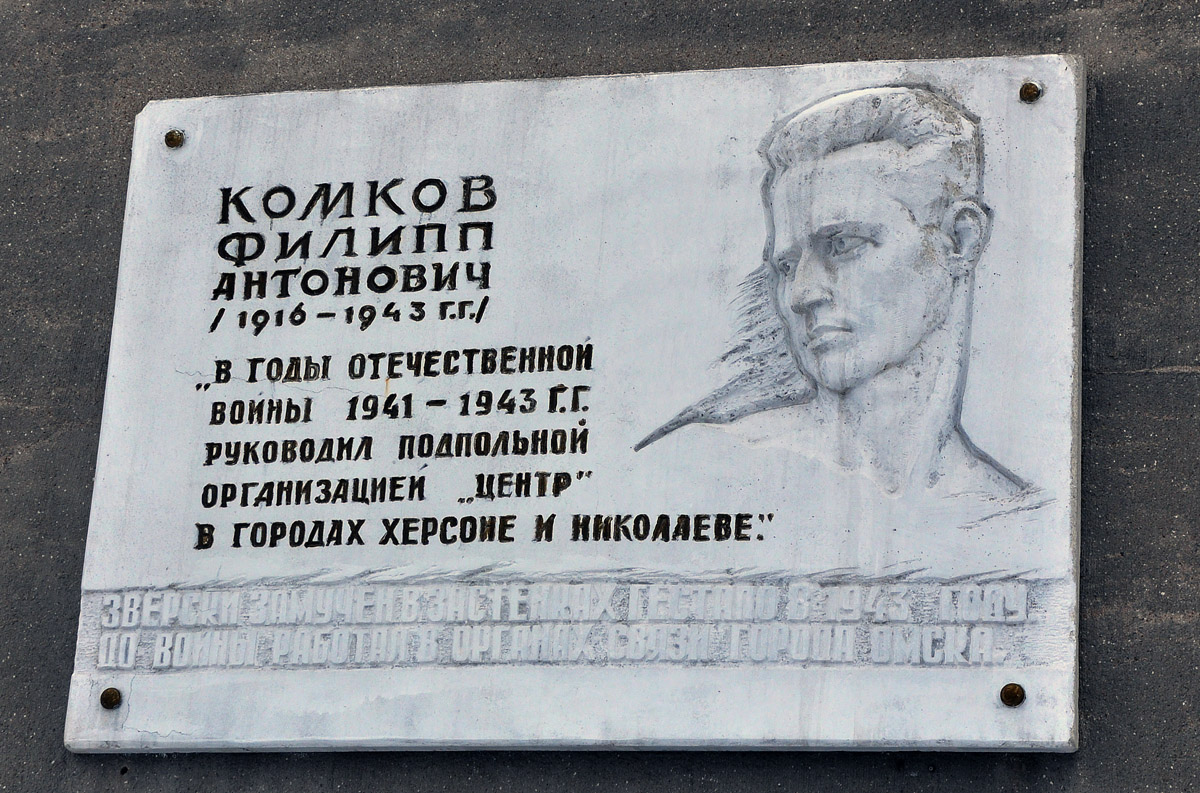 КОМКОВ
ФИЛИПП
АНТОНОВИЧ
/1916-1943 Г.Г./
„В ГОДЫ ОТЕЧЕСТВЕННОЙ
ВОЙНЫ 1941-1943 Г.Г.
РУКОВОДИЛ ПОДПОЛЬНОЙ
ОРГАНИЗАЦИЕЙ „ЦЕНТР"
В ГОРОДАХ ХЕРСОНЕ И НИКОЛАЕВЕ."
ЗВЕРСКИ ЗАМУЧЕН В ЗАСТЕНКАХ ГЕСТАПО В 1943 ГОДУ.
ДО ВОЙНЫ РАБОТАЛ В ОРГАНАХ СВЯЗИ ГОРОДА ОМСКА.